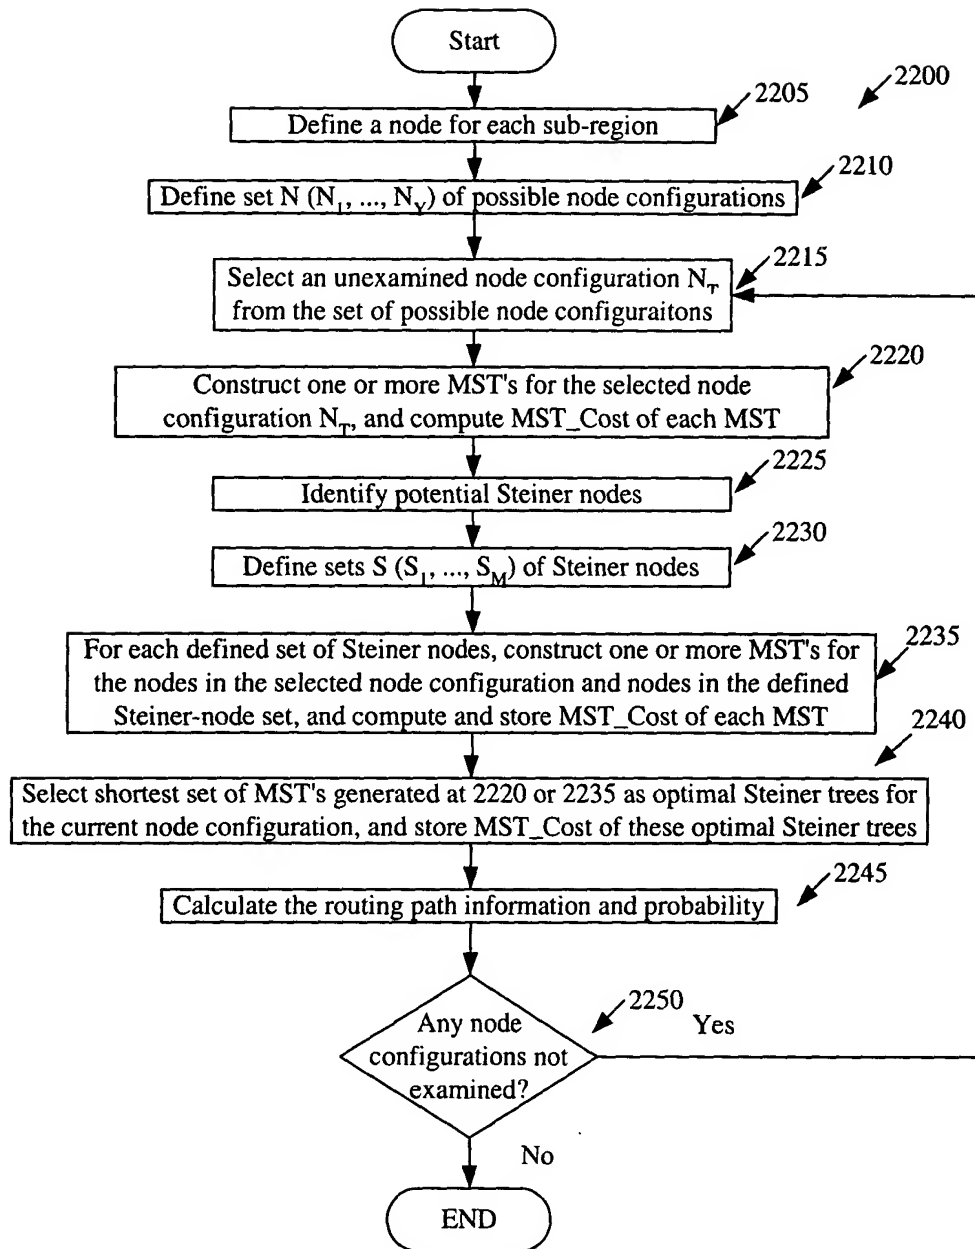 Start
2200
2205
Define a node for each sub-region
2210
Define set N (N₁, ..., N_Y) of possible node configurations
2215
Select an unexamined node configuration N_T
from the set of possible node configuraitons
2220
Construct one or more MST's for the selected node
configuration N_T, and compute MST_Cost of each MST
2225
Identify potential Steiner nodes
2230
Define sets S (S₁, ..., S_M) of Steiner nodes
2235
For each defined set of Steiner nodes, construct one or more MST's for
the nodes in the selected node configuration and nodes in the defined
Steiner-node set, and compute and store MST_Cost of each MST
2240
Select shortest set of MST's generated at 2220 or 2235 as optimal Steiner trees for
the current node configuration, and store MST_Cost of these optimal Steiner trees
2245
Calculate the routing path information and probability
2250
Any node
configurations not
examined?
Yes
No
END